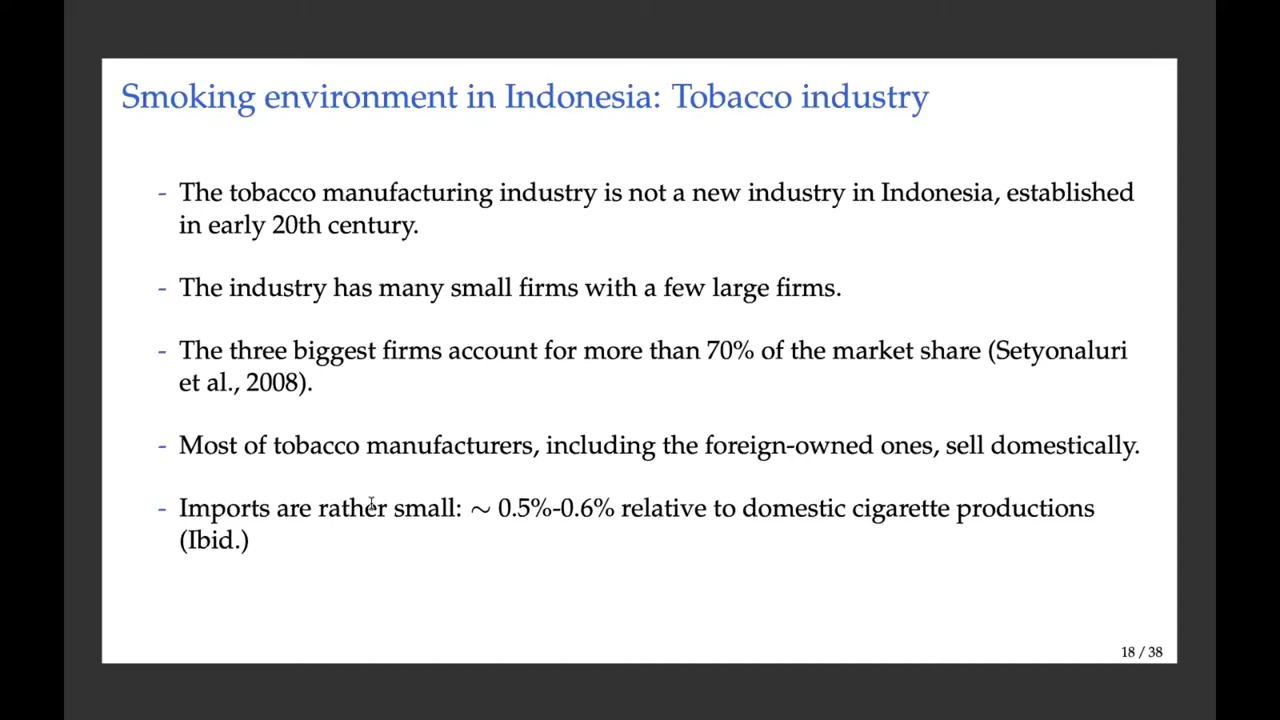 Smoking environment in Indonesia: Tobacco industry
- The tobacco manufacturing industry is not a new industry in Indonesia, established
in early 20th century.
- The industry has many small firms with a few large firms.
- The three biggest firms account for more than 70% of the market share (Setyonaluri
et al., 2008).
- Most of tobacco manufacturers, including the foreign-owned ones, sell domestically.
- Imports are rather small: ∼ 0.5%-0.6% relative to domestic cigarette productions
(Ibid.)
18 / 38